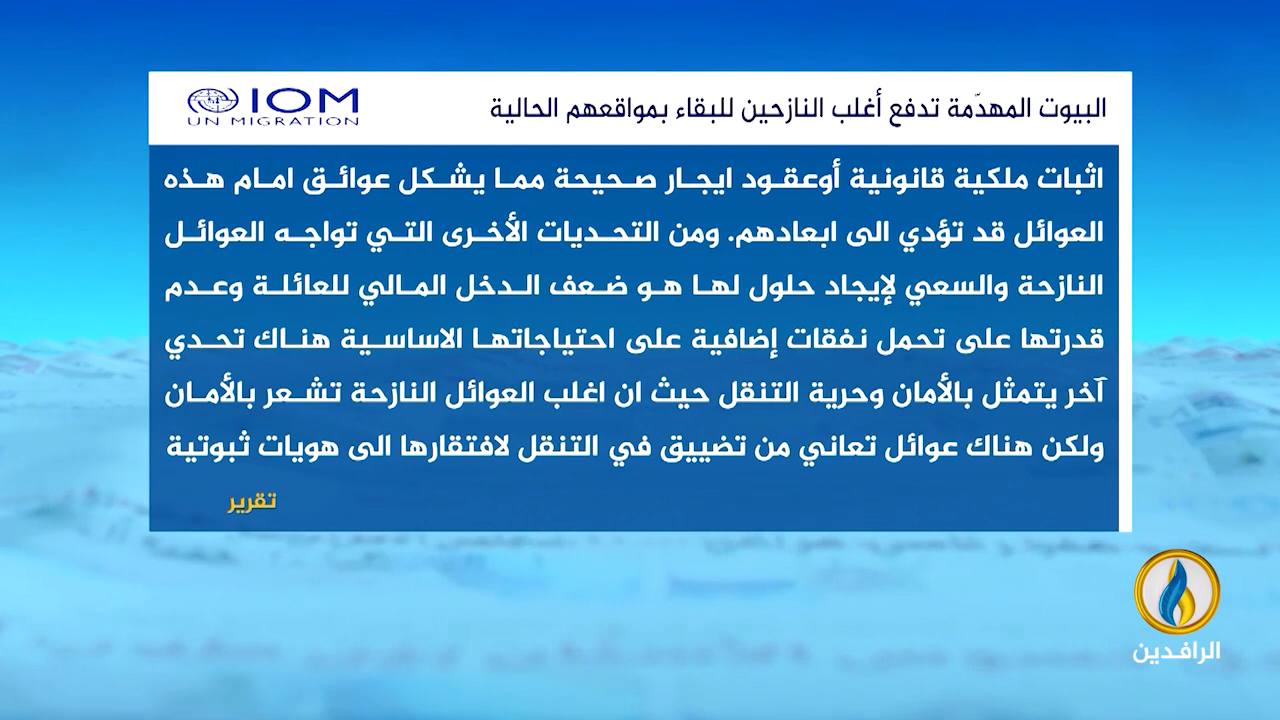 البيوت المهدّمة تدفع أغلب النازحين للبقاء بمواقعهم الحالية
IOM
UN MIGRATION
اثبات ملكية قانونية أوعقود ايجار صحيحة مما يشكل عوائق امام هذه
العوائل قد تؤدي الى ابعادهم. ومن التحديات الأخرى التي تواجه العوائل
النازحة والسعي لإيجاد حلول لها هو ضعف الدخل المالي للعائلة وعدم
قدرتها على تحمل نفقات إضافية على احتياجاتها الاساسية هناك تحدي
آخر يتمثل بالأمان وحرية التنقل حيث ان اغلب العوائل النازحة تشعر بالأمان
ولكن هناك عوائل تعاني من تضييق في التنقل لافتقارها الى هويات ثبوتية
تقرير
الرافدين